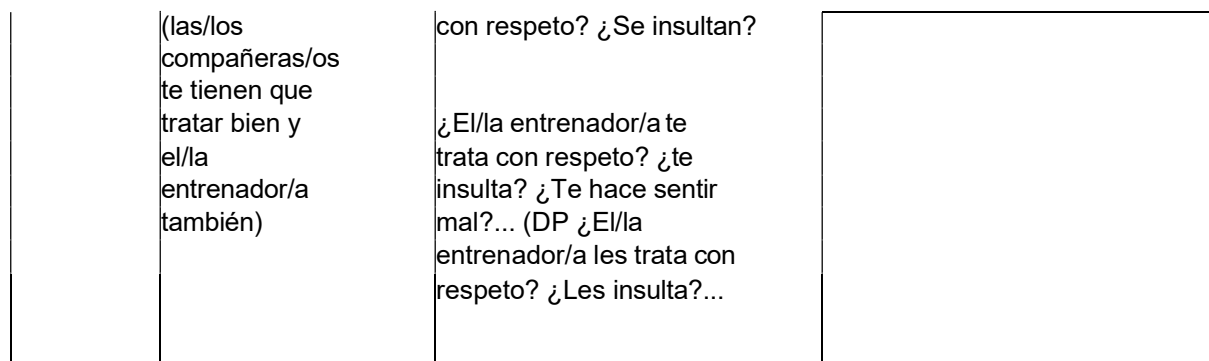 (las/los
compañeras/os
te tienen que
tratar bien y
el/la
entrenador/a
también)
con respeto? ¿Se insultan?
¿El/la entrenador/a te
trata con respeto? ¿te
insulta? ¿Te hace sentir
mal?... (DP ¿El/la
entrenador/a les trata con
respeto? ¿Les insulta?...